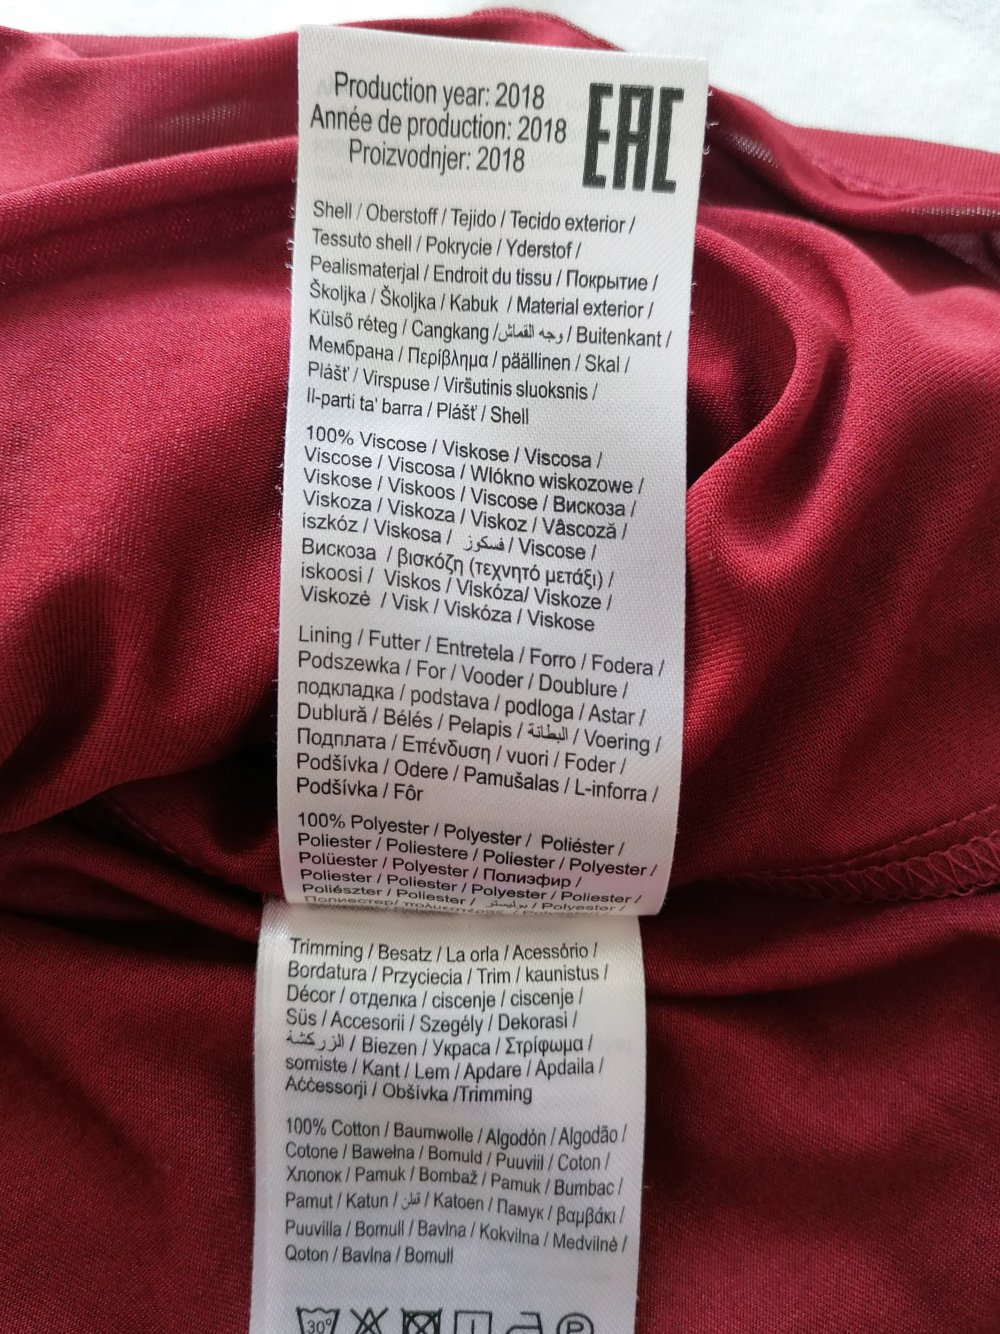 Production year: 2018
Année de production: 2018
Proizvodnjer: 2018
EAC
Shell / Oberstoff / Tejido / Tecido exterior /
Tessuto shell / Pokrycie / Yderstof /
Pealismaterjal / Endroit du tissu / Покрытие /
Školjka / Školjka / Kabuk / Material exterior /
Külső réteg / Cangkang / وجه القماش / Buitenkant /
Мембрана / Περίβλημα / päällinen / Skal /
Plášť / Virspuse / Viršutinis sluoksnis /
Il-parti ta' barra / Plášť / Shell
100% Viscose / Viskose / Viscosa /
Viscose / Viscosa / Wlókno wiskozowe /
Viskose / Viskoos / Viscose / Вискоза /
Viskoza / Viskoza / Viskoz / Vâscoză /
iszkóz / Viskosa / فسكوز / Viscose /
Вискоза / βισκόζη (τεχνητό μετάξι) /
iskoosi / Viskos / Viskóza/ Viskoze /
Viskozė / Visk / Viskóza / Viskose
Lining / Futter / Entretela / Forro / Fodera /
Podszewka / For / Vooder / Doublure /
подкладка / podstava / podloga / Astar /
Dublură / Bélés / Pelapis / البطانة / Voering /
Подплата / Επένδυση / vuori / Foder /
Podšívka / Odere / Pamušalas / L-inforra /
Podšívka / Fôr
100% Polyester / Polyester / Poliéster /
Poliester / Poliestere / Poliester / Polyester /
Polüester / Polyester / Полиэфир /
Poliester / Poliester / Polyester / Poliester /
Poliészter / Poliester / بوليستر / Polyester /
Полиестер/ πολυεστέρας /
Trimming / Besatz / La orla / Acessório /
Bordatura / Przyciecia / Trim / kaunistus /
Décor / отделка / ciscenje / ciscenje /
Süs / Accesorii / Szegély / Dekorasi /
الزركشة / Biezen / Украса / Στρίφωμα /
somiste / Kant / Lem / Apdare / Apdaila /
Aċċessorji / Obšívka /Trimming
100% Cotton / Baumwolle / Algodón / Algodão /
Cotone / Bawełna / Bomuld / Puuviil / Coton /
Хлопок / Pamuk / Bombaž / Pamuk / Bumbac /
Pamut / Katun / قطن / Katoen / Памук / βαμβάκι /
Puuvilla / Bomull / Bavlna / Kokvilna / Medvilnė /
Qoton / Bavlna / Bomull
30°
P